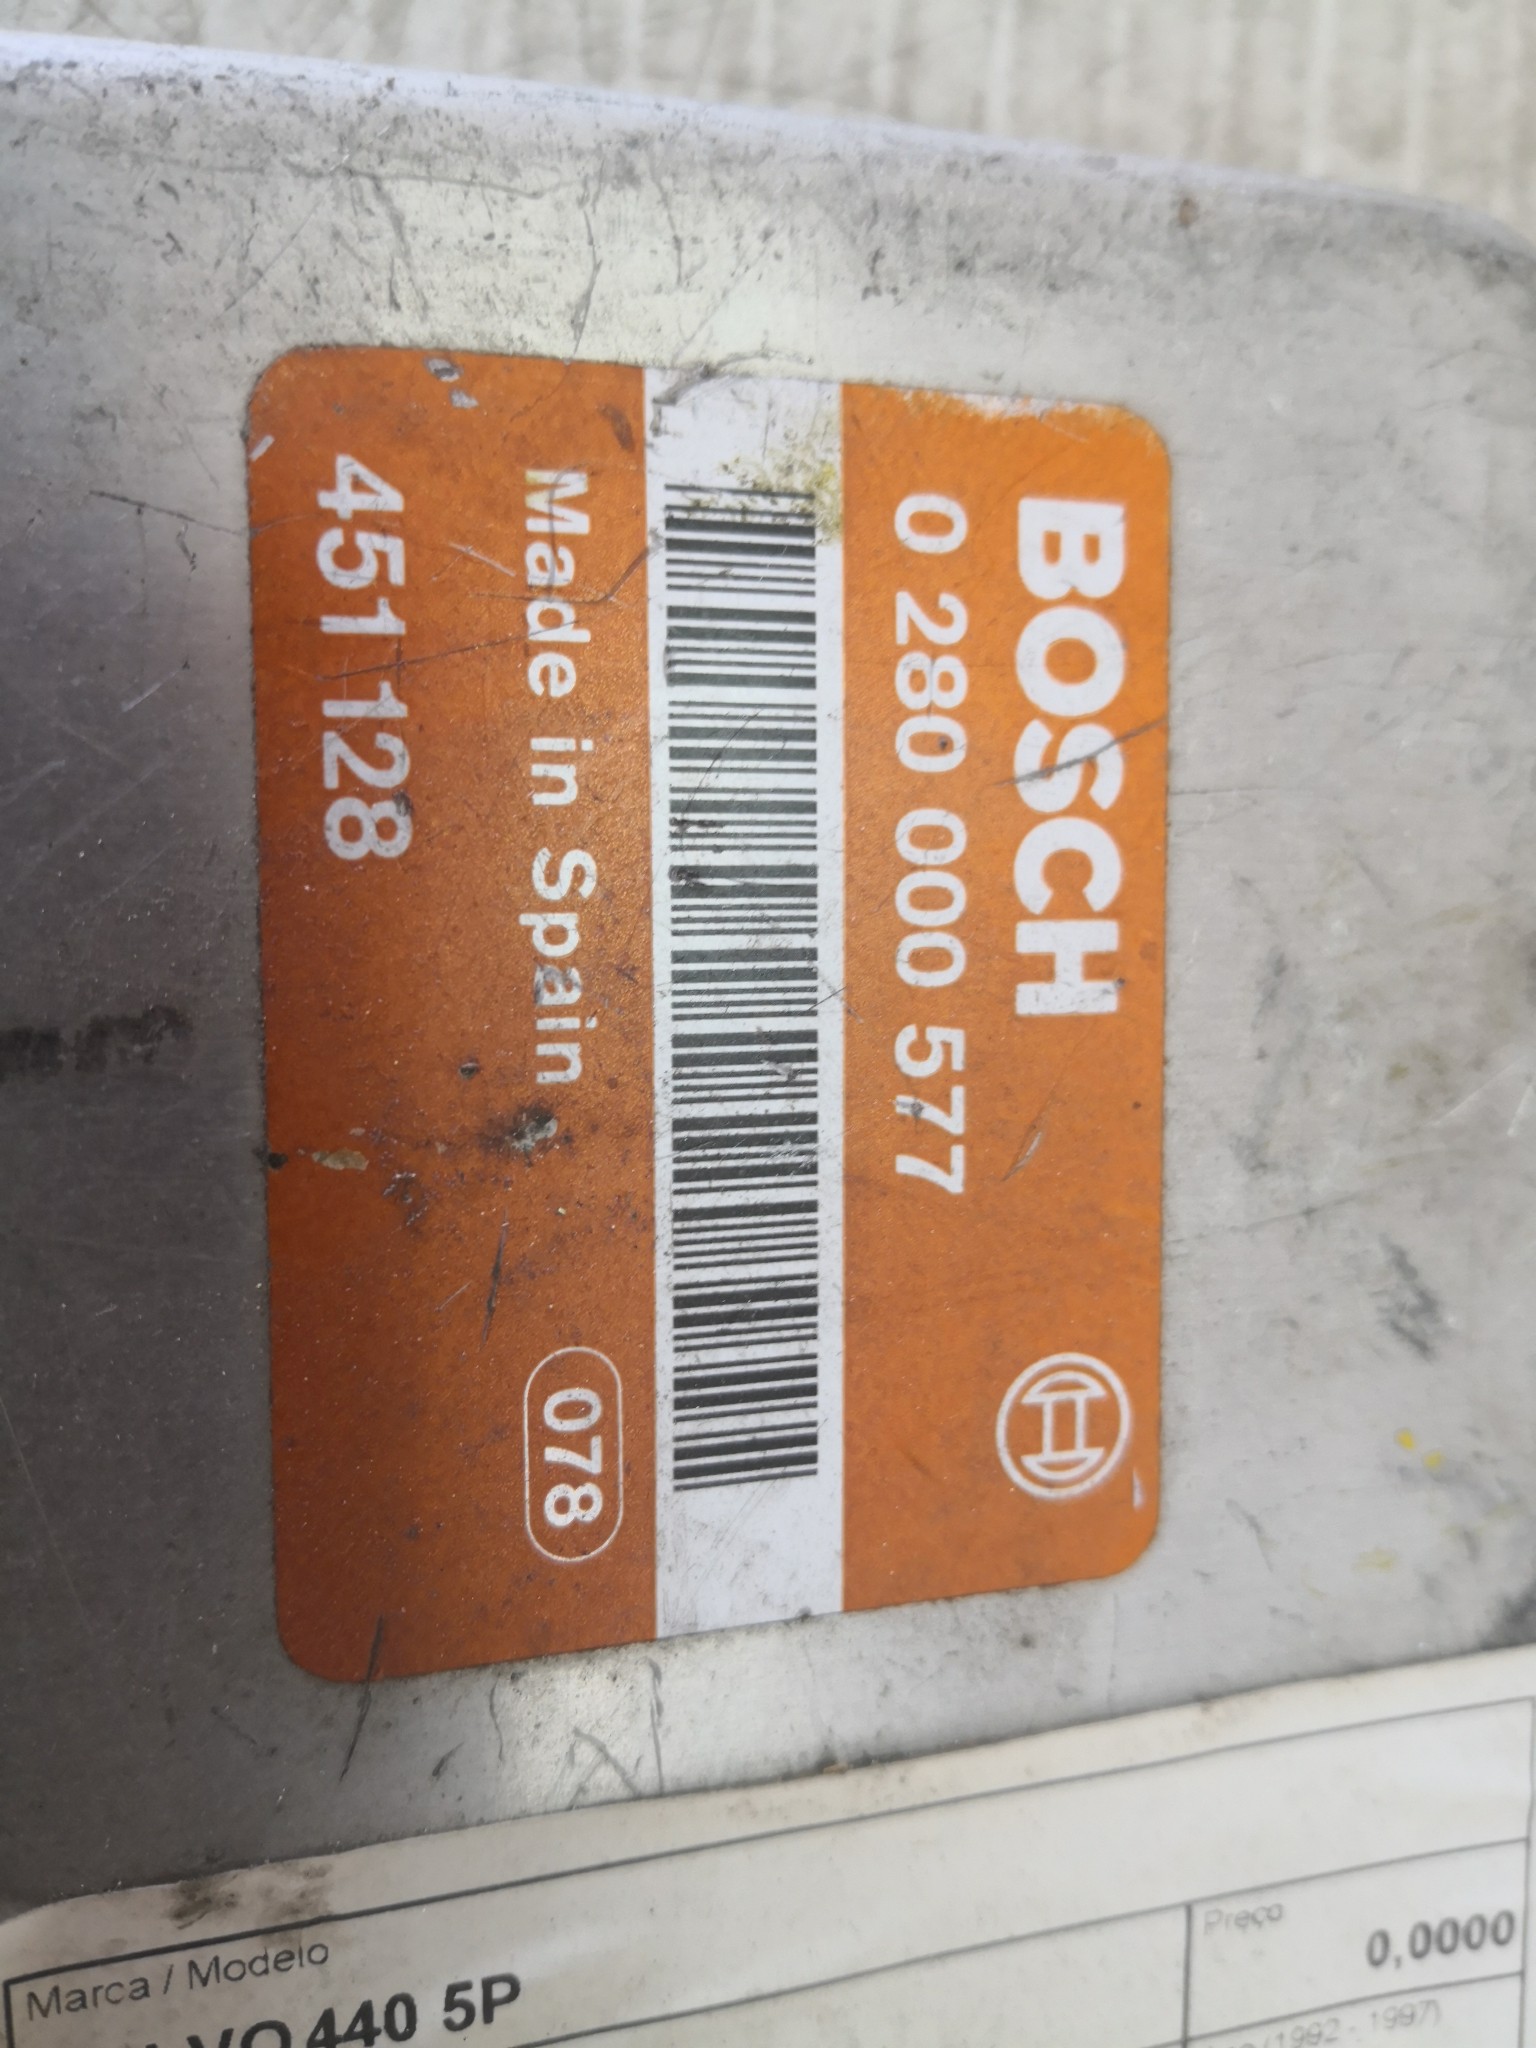 BOSCH
0 280 000 577
Made in Spain
078
451 128
Marca / Modelo
440 5P
Preço
0,0000
(1992 - 1997)